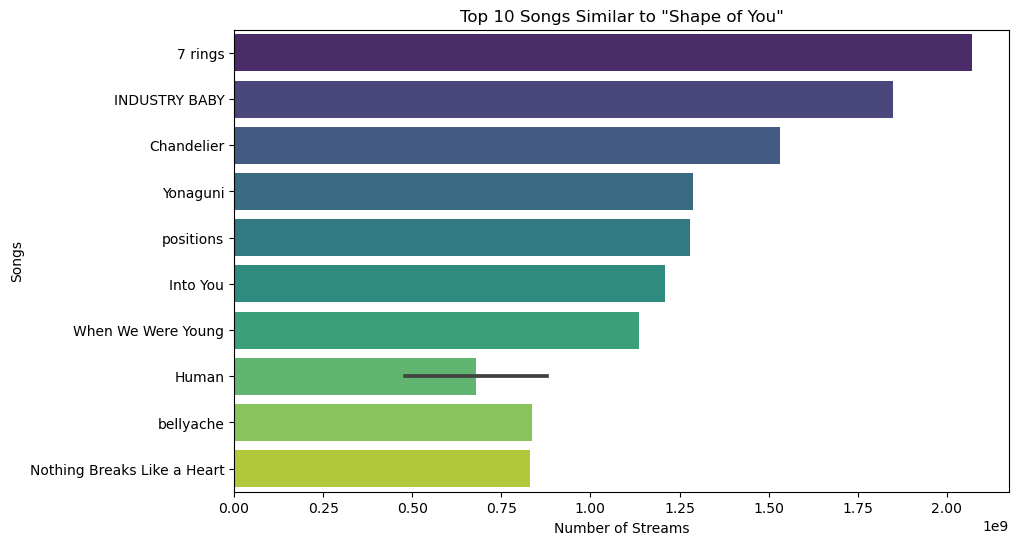 Top 10 Songs Similar to "Shape of You"
Songs
7 rings
INDUSTRY BABY
Chandelier
Yonaguni
positions
Into You
When We Were Young
Human
bellyache
Nothing Breaks Like a Heart
0.00 0.25 0.50 0.75 1.00 1.25 1.50 1.75 2.00
1e9
Number of Streams